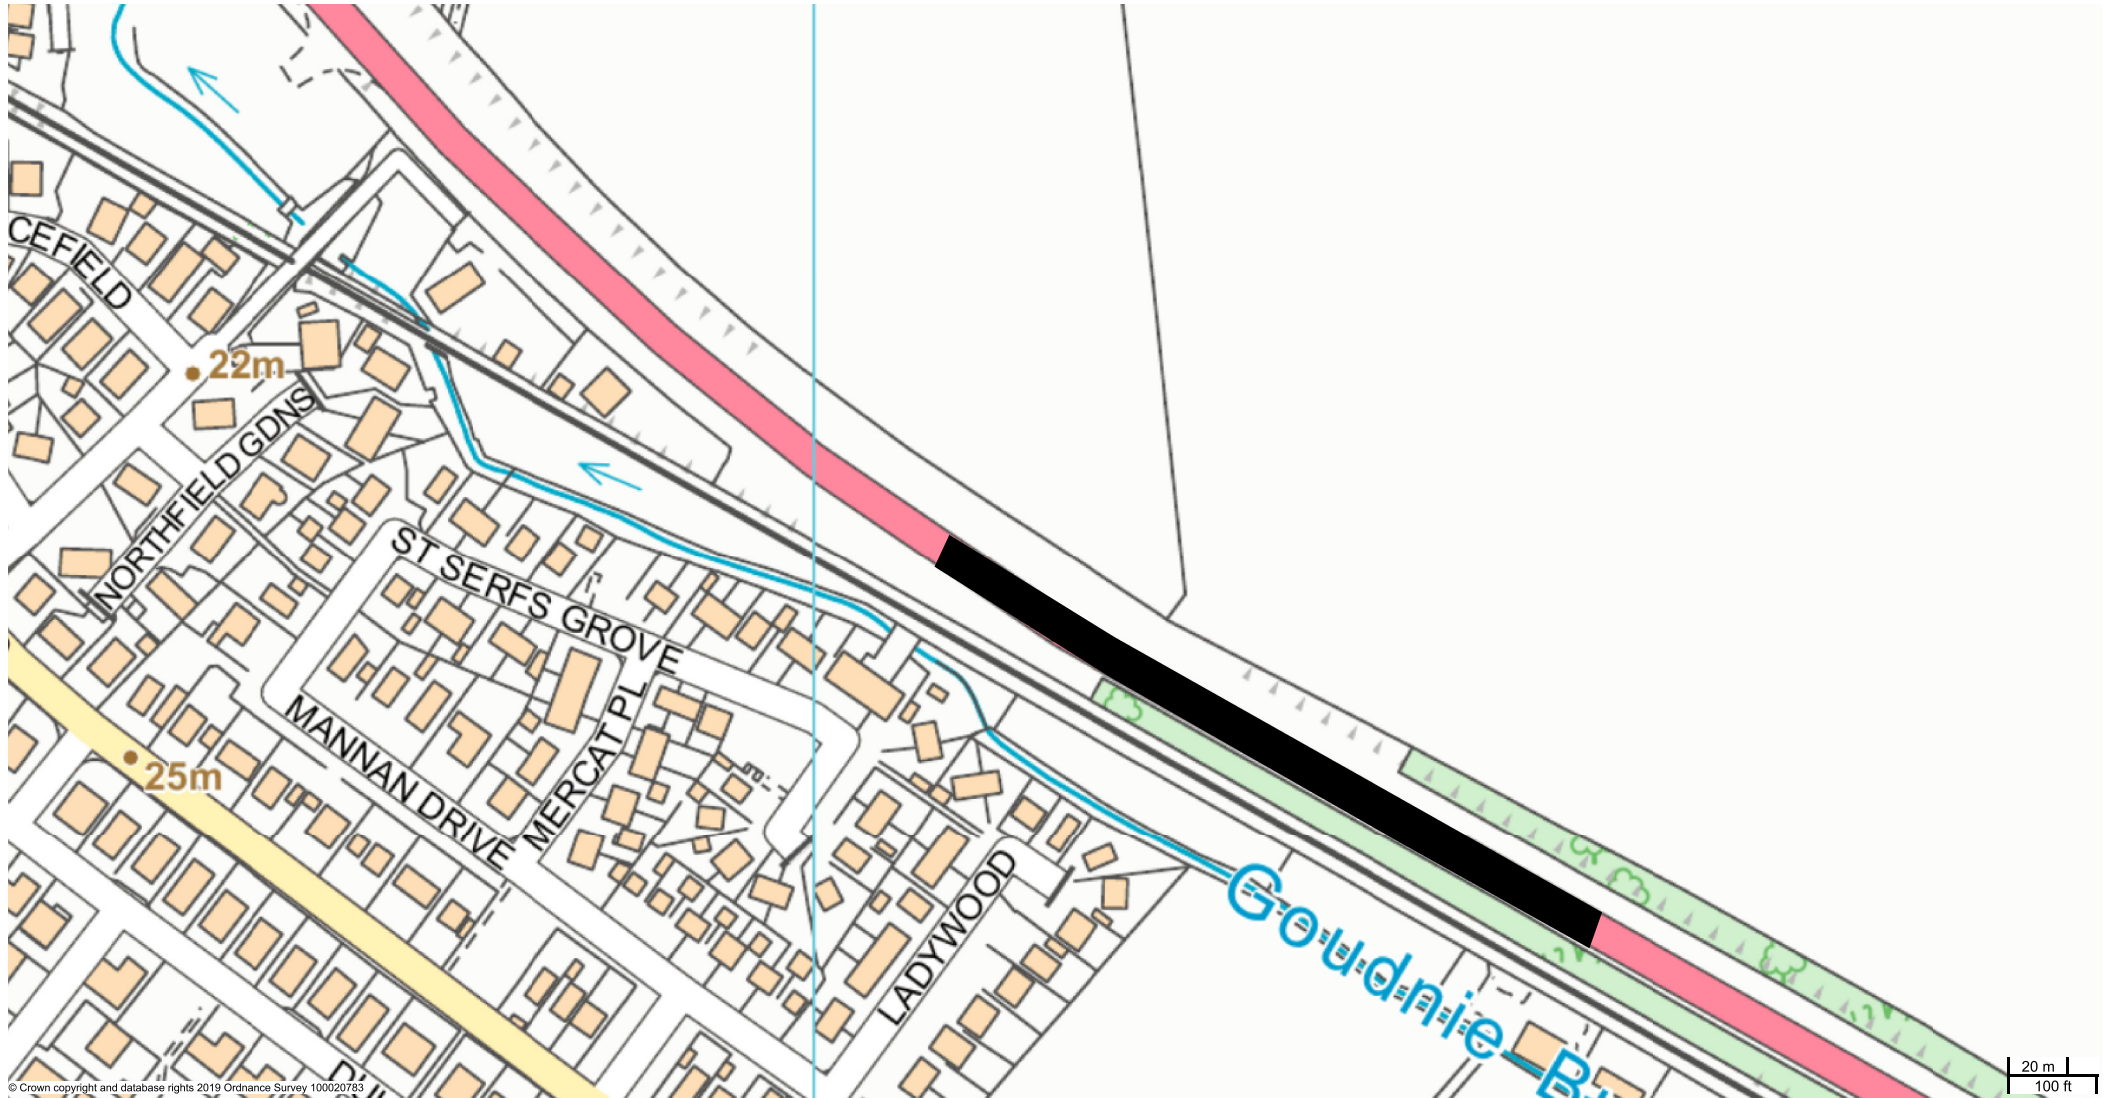 CEFIELD
22m
NORTHFIELD GDNS
ST SERFS GROVE
MERCAT PL
MANNAN DRIVE
25m
LADYWOOD
Goudnie
20 m
100 ft
© Crown copyright and database rights 2019 Ordnance Survey 100020783